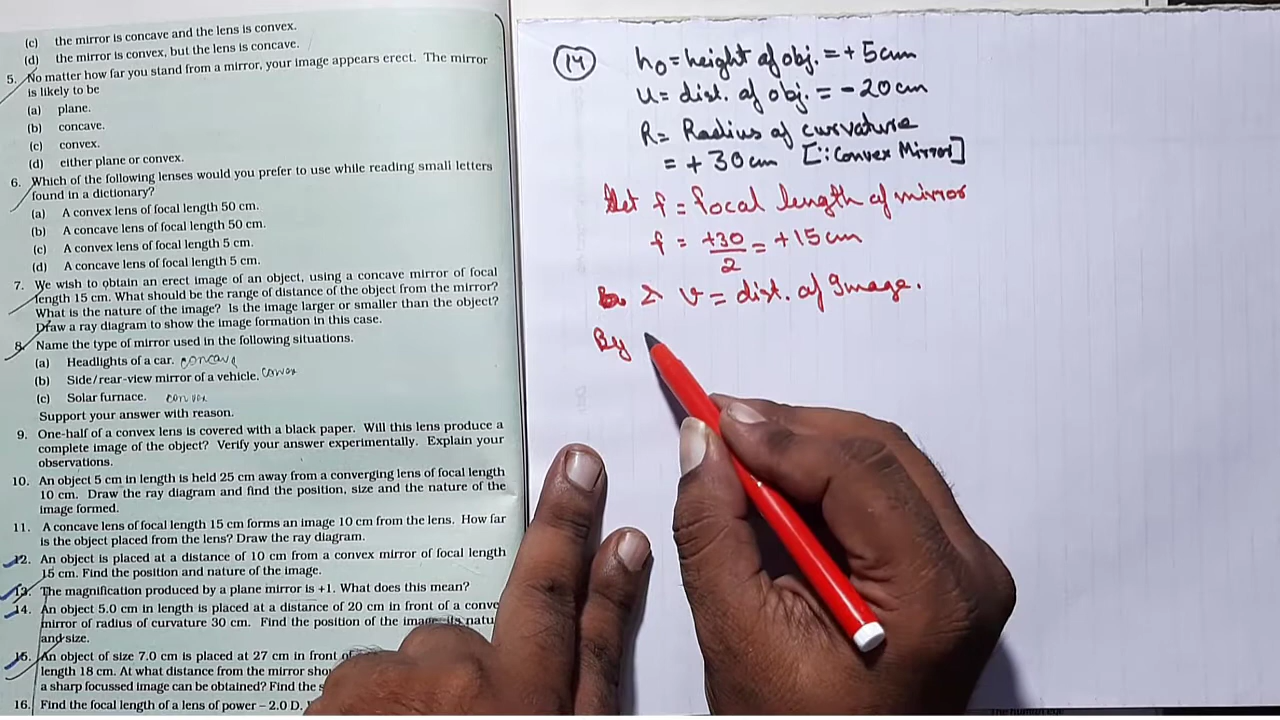 (c) the mirror is concave and the lens is convex.
(d) the mirror is convex, but the lens is concave.
5. No matter how far you stand from a mirror, your image appears erect. The mirror
is likely to be
(a) plane.
(b) concave.
(c) convex.
(d) either plane or convex.
6. Which of the following lenses would you prefer to use while reading small letters
found in a dictionary?
(a) A convex lens of focal length 50 cm.
(b) A concave lens of focal length 50 cm.
(c) A convex lens of focal length 5 cm.
(d) A concave lens of focal length 5 cm.
7. We wish to obtain an erect image of an object, using a concave mirror of focal
length 15 cm. What should be the range of distance of the object from the mirror?
What is the nature of the image? Is the image larger or smaller than the object?
Draw a ray diagram to show the image formation in this case.
8. Name the type of mirror used in the following situations.
(a) Headlights of a car. concave
(b) Side/rear-view mirror of a vehicle. convex
(c) Solar furnace. convex
Support your answer with reason.
9. One-half of a convex lens is covered with a black paper. Will this lens produce a
complete image of the object? Verify your answer experimentally. Explain your
observations.
10. An object 5 cm in length is held 25 cm away from a converging lens of focal length
10 cm. Draw the ray diagram and find the position, size and the nature of the
image formed.
11. A concave lens of focal length 15 cm forms an image 10 cm from the lens. How far
is the object placed from the lens? Draw the ray diagram.
12. An object is placed at a distance of 10 cm from a convex mirror of focal length
15 cm. Find the position and nature of the image.
13. The magnification produced by a plane mirror is +1. What does this mean?
14. An object 5.0 cm in length is placed at a distance of 20 cm in front of a conve
mirror of radius of curvature 30 cm. Find the position of the image, its natu
and size.
15. An object of size 7.0 cm is placed at 27 cm in front of
length 18 cm. At what distance from the mirror sho
a sharp focussed image can be obtained? Find the s
16. Find the focal length of a lens of power – 2.0 D.
14 h₀ = height of obj. = +5cm
u = dist. of obj. = -20cm
R = Radius of curvature
= +30cm [∵ Convex Mirror]
Let f = focal length of mirror
f = +30/2 = +15cm
& v = dist. of Image.
By